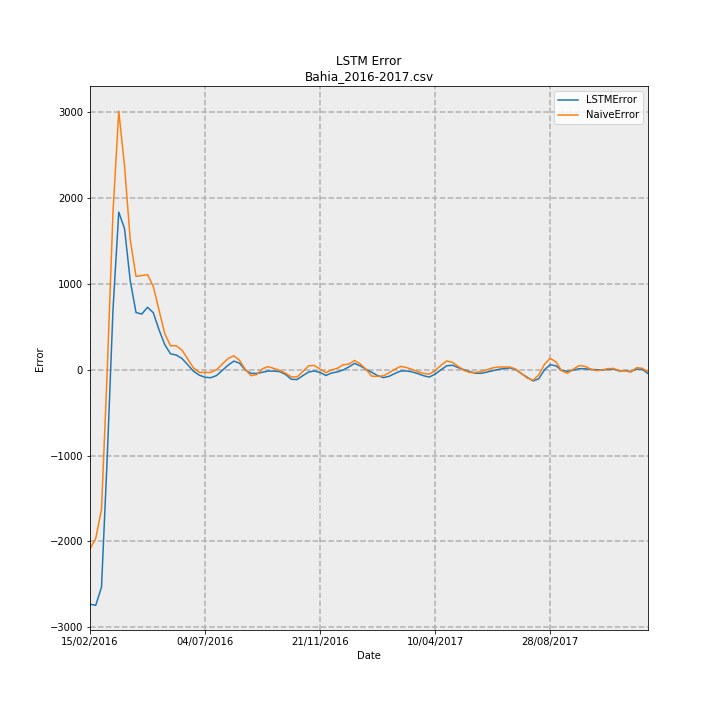 LSTM Error
Bahia_2016-2017.csv
LSTMError
NaiveError
3000
2000
1000
0
−1000
−2000
−3000
Error
15/02/2016
04/07/2016
21/11/2016
10/04/2017
28/08/2017
Date